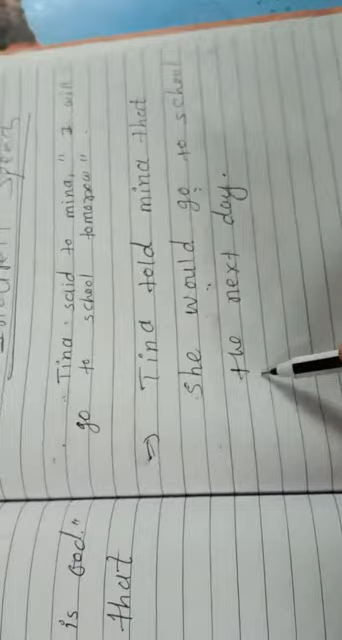 Indirect speech
Tina said to mina, "I will
go to school tomorrow".
→ Tina told mina that
she would go to school
the next day.
is God."
that